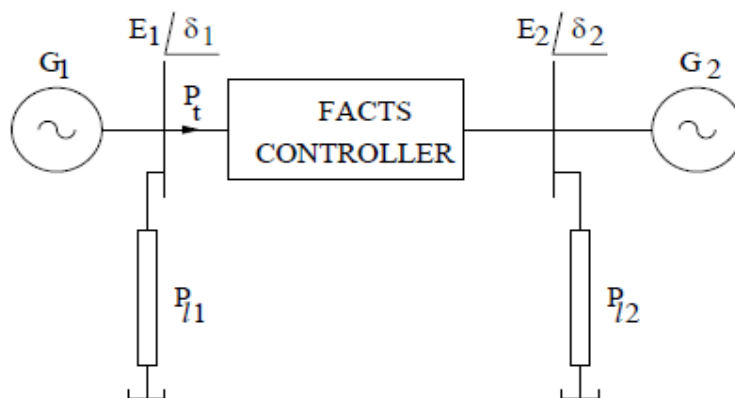 E1/δ1
E2/δ2
G1
G2
Pt
FACTS
CONTROLLER
Pl1
Pl2